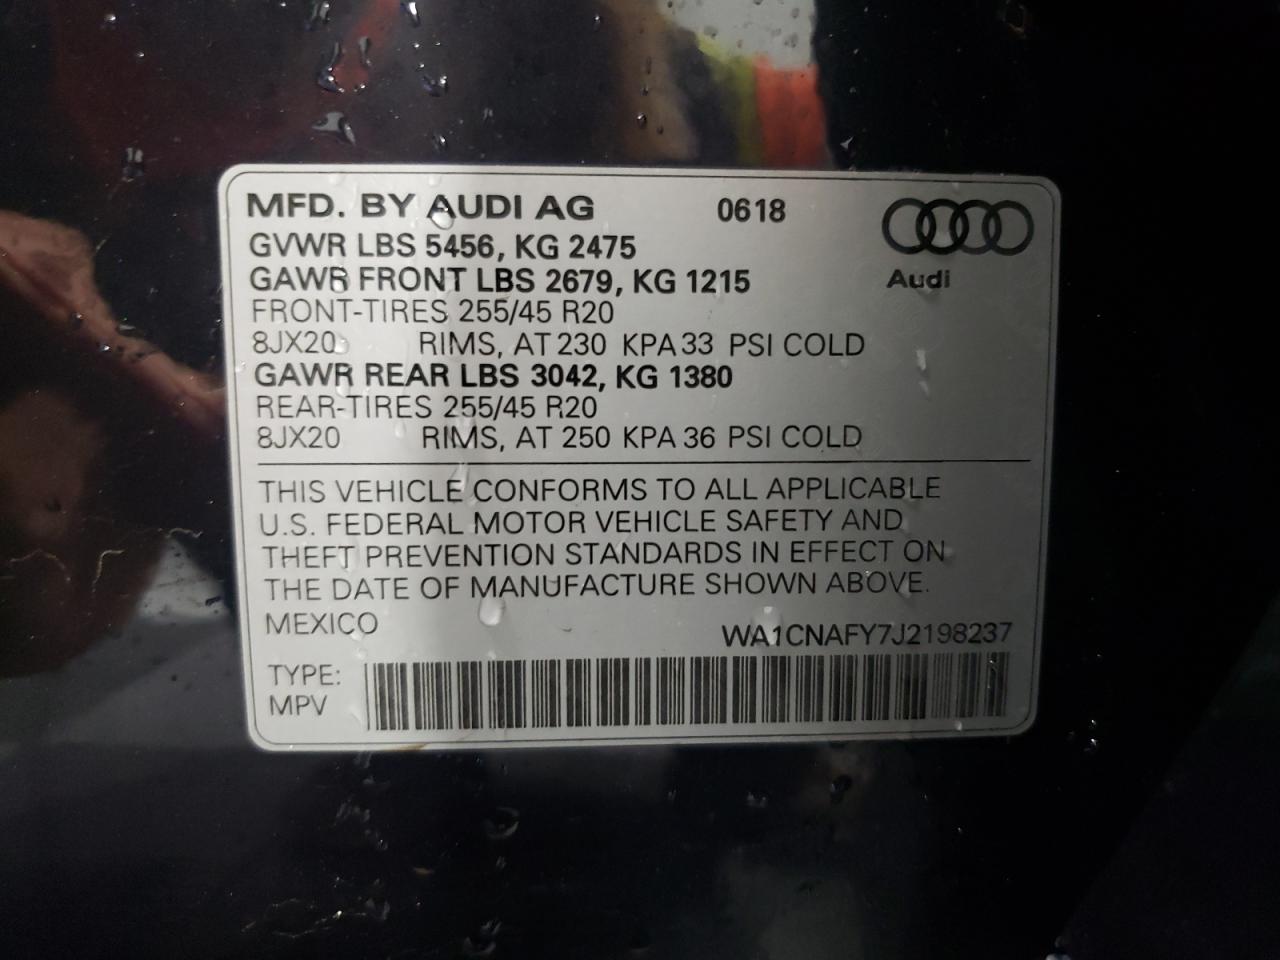 MFD. BY AUDI AG 0618
GVWR LBS 5456, KG 2475
GAWR FRONT LBS 2679, KG 1215
Audi
FRONT-TIRES 255/45 R20
8JX20 RIMS, AT 230 KPA 33 PSI COLD
GAWR REAR LBS 3042, KG 1380
REAR-TIRES 255/45 R20
8JX20 RIMS, AT 250 KPA 36 PSI COLD
THIS VEHICLE CONFORMS TO ALL APPLICABLE
U.S. FEDERAL MOTOR VEHICLE SAFETY AND
THEFT PREVENTION STANDARDS IN EFFECT ON
THE DATE OF MANUFACTURE SHOWN ABOVE.
MEXICO
WA1CNAFY7J2198237
TYPE:
MPV